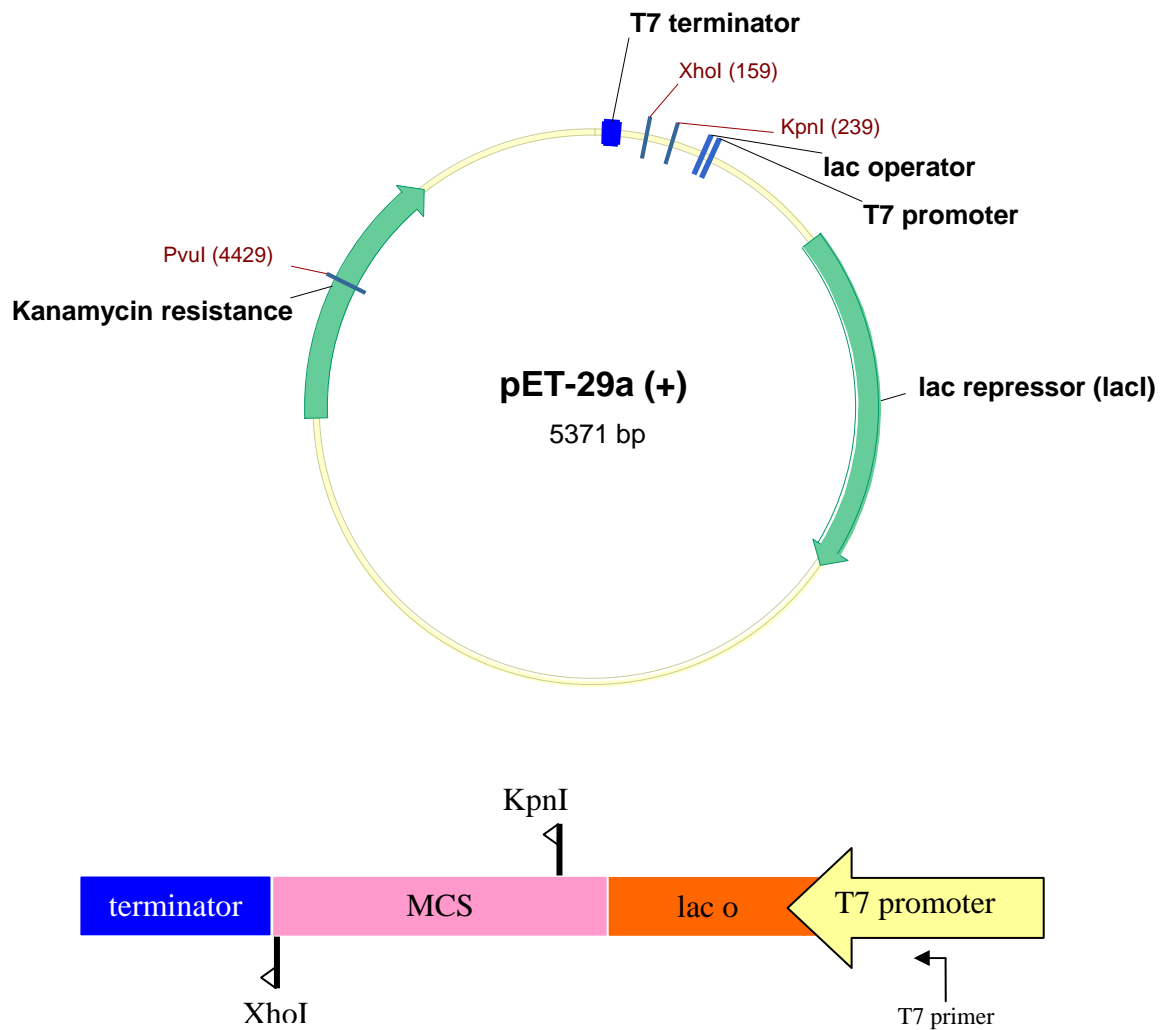 T7 terminator
XhoI (159)
KpnI (239)
lac operator
T7 promoter
PvuI (4429)
Kanamycin resistance
pET-29a (+)
5371 bp
lac repressor (lacI)
KpnI
terminator
MCS
lac o
T7 promoter
XhoI
T7 primer